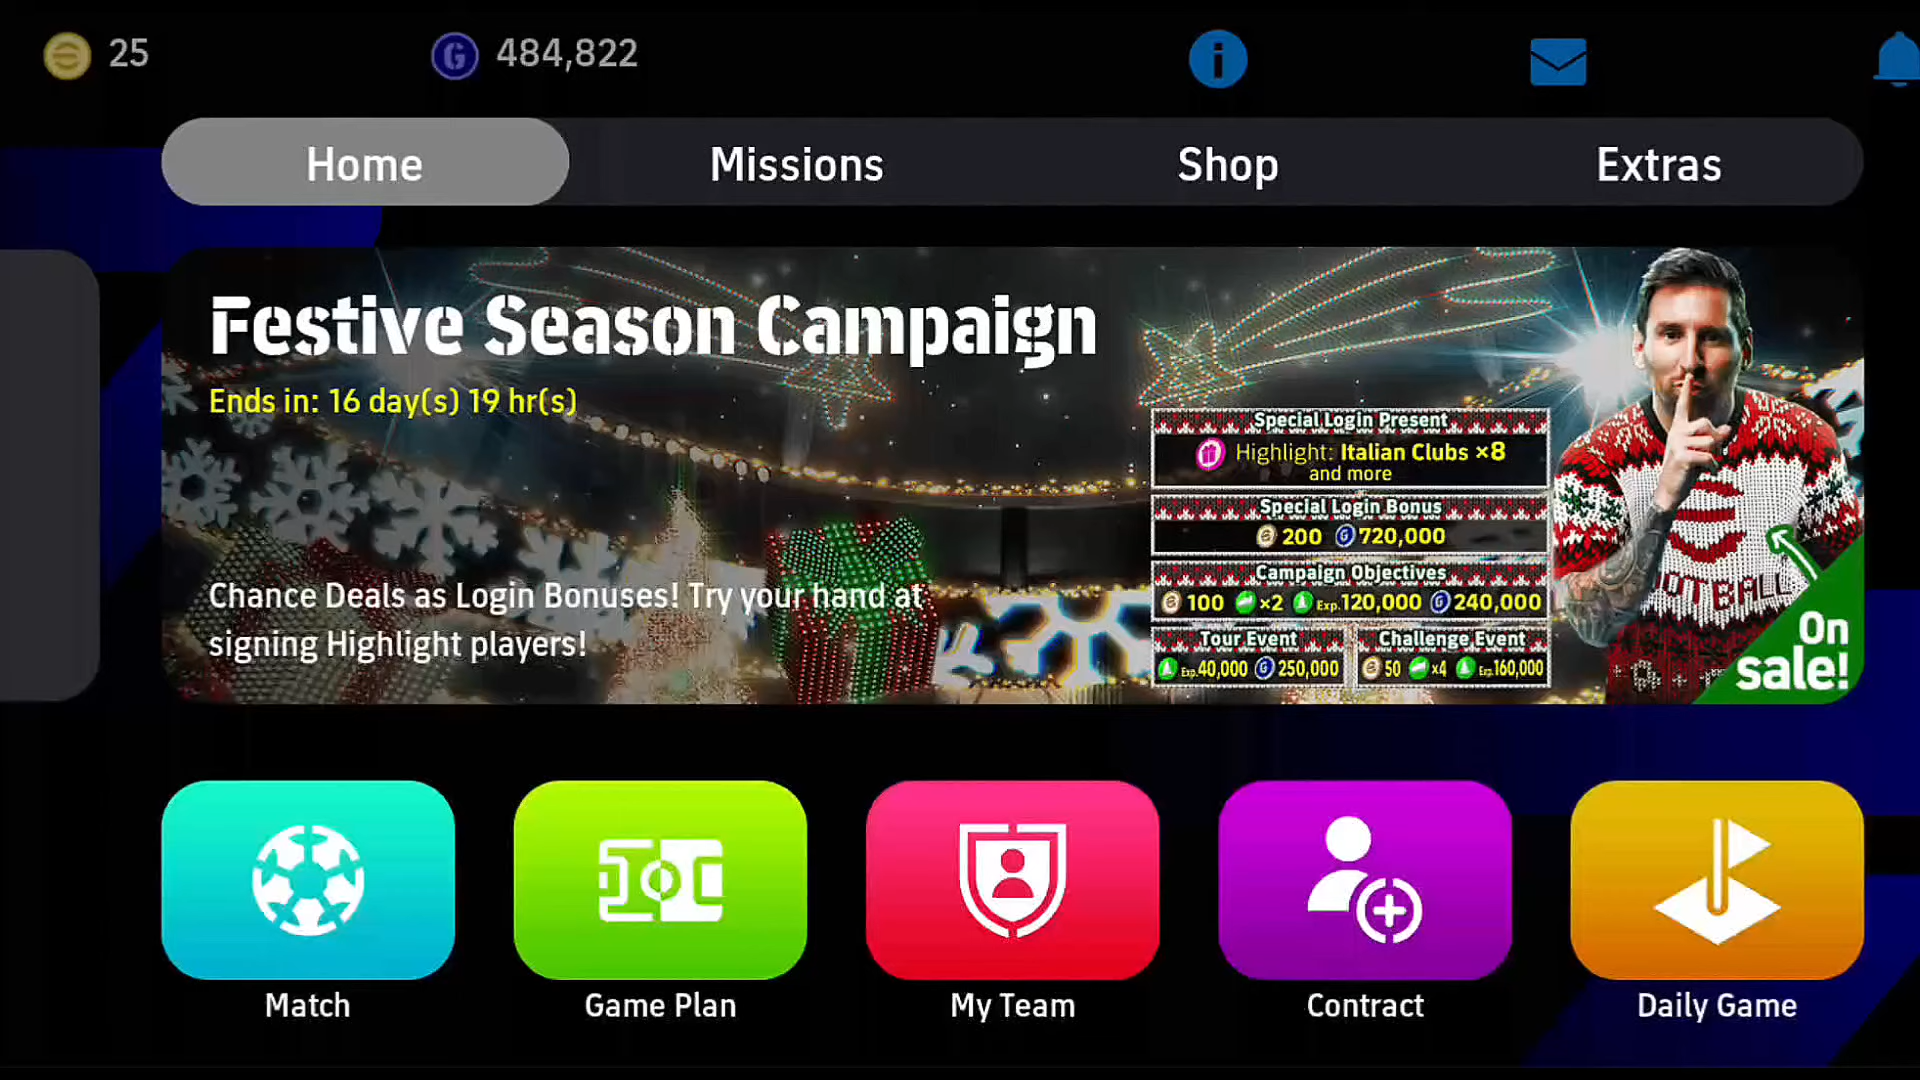 25
484,822
Home
Missions
Shop
Extras
Festive Season Campaign
Ends in: 16 day(s) 19 hr(s)
Chance Deals as Login Bonuses! Try your hand at
signing Highlight players!
Special Login Present
Highlight: Italian Clubs ×8
and more
Special Login Bonus
200 720,000
Campaign Objectives
100 ×2 Exp.120,000 240,000
Tour Event
Exp.40,000 250,000
Challenge Event
50 x4 Exp.160,000
On
sale!
Match
Game Plan
My Team
Contract
Daily Game